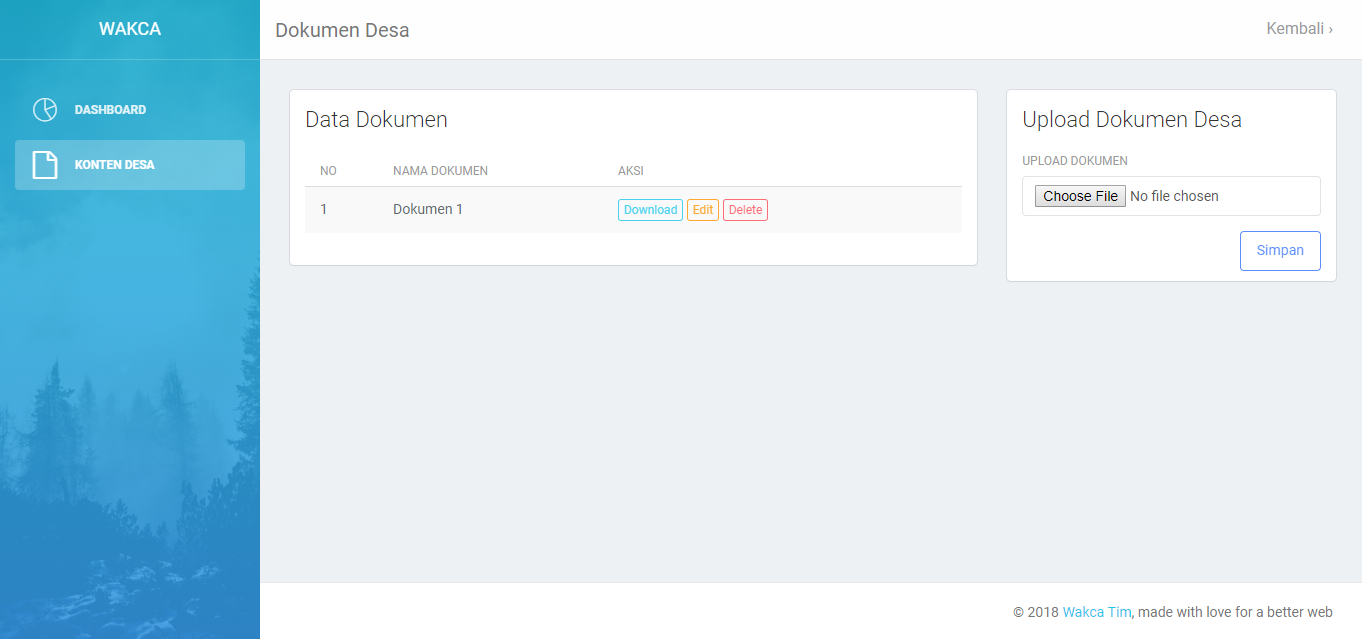 WAKCA
DASHBOARD
KONTEN DESA
Dokumen Desa
Kembali ›
Data Dokumen
NO NAMA DOKUMEN AKSI
1 Dokumen 1 Download Edit Delete
Upload Dokumen Desa
UPLOAD DOKUMEN
Choose File No file chosen
Simpan
© 2018 Wakca Tim, made with love for a better web